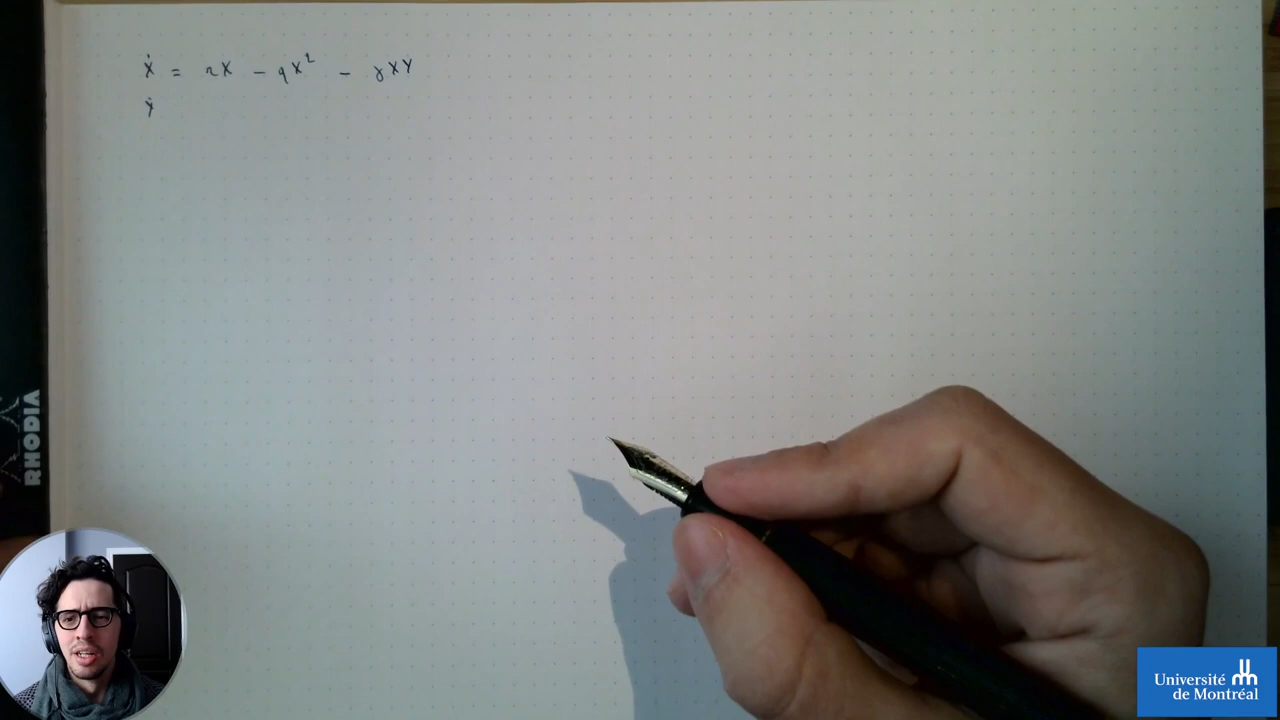 Ẋ = rX − qX² − γXY
Ẏ
RHODIA
Université
de Montréal